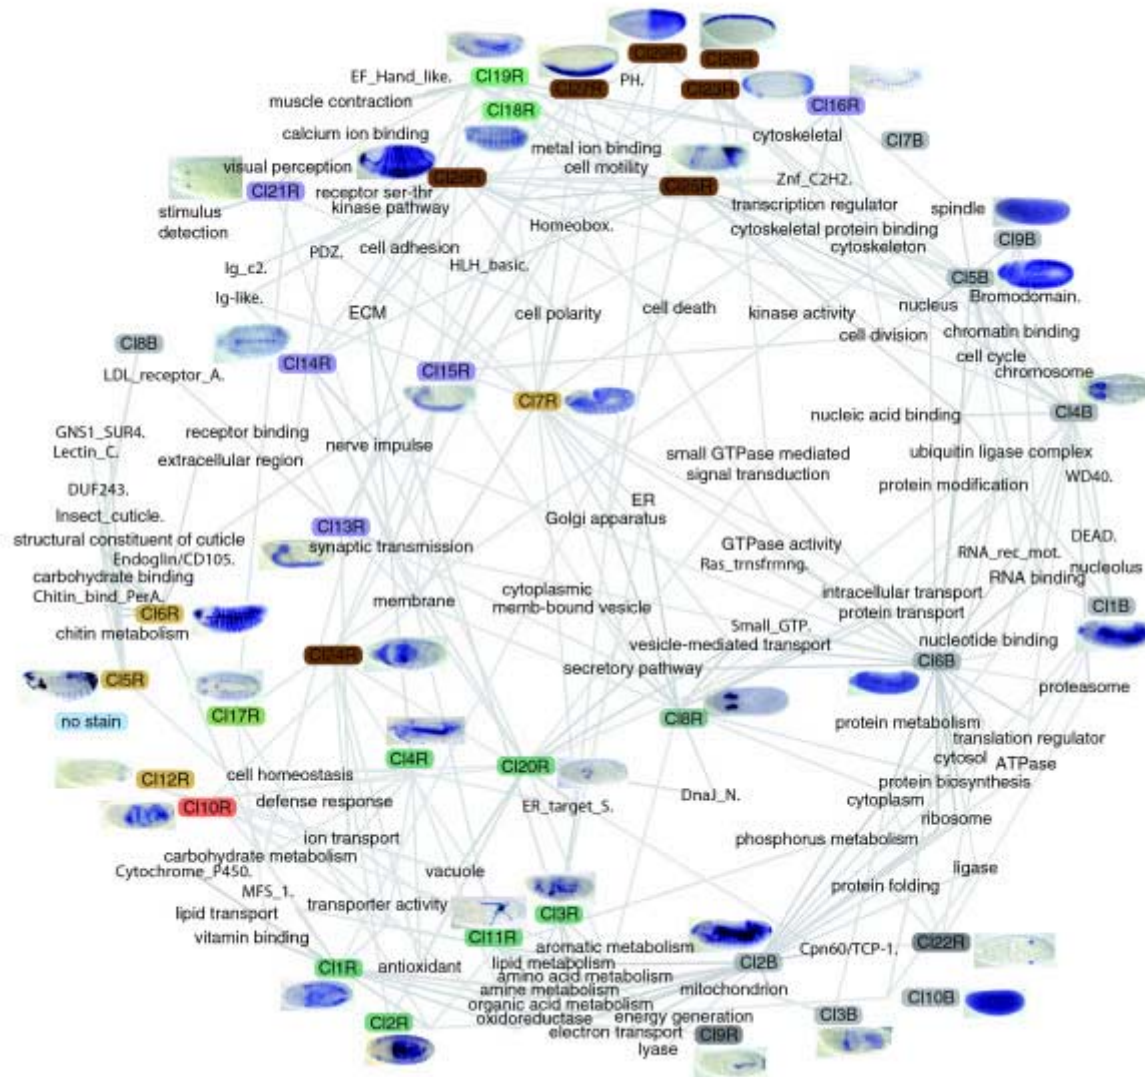 Cl29R
Cl28R
EF_Hand_like.
Cl19R
Cl27R
PH.
Cl23R
muscle contraction
Cl18R
Cl16R
calcium ion binding
metal ion binding
cytoskeletal
Cl7B
visual perception
cell motility
Cl21R
receptor ser-thr
kinase pathway
Cl26R
Cl25R
Znf_C2H2.
transcription regulator
stimulus
detection
Homeobox.
cytoskeletal protein binding
spindle
PDZ.
cell adhesion
cytoskeleton
Cl9B
Ig_c2.
HLH_basic.
Cl5B
Ig-like.
ECM
cell polarity
cell death
kinase activity
nucleus
Bromodomain.
Cl8B
cell division
chromatin binding
Cl14R
Cl15R
cell cycle
LDL_receptor_A.
chromosome
Cl7R
nucleic acid binding
Cl4B
GNS1_SUR4.
receptor binding
nerve impulse
small GTPase mediated
signal transduction
ubiquitin ligase complex
Lectin_C.
extracellular region
WD40.
DUF243.
ER
protein modification
Insect_cuticle.
Golgi apparatus
structural constituent of cuticle
Cl13R
synaptic transmission
GTPase activity
DEAD.
Endoglin/CD105.
Ras_trnsfrmng.
RNA_rec_mot.
nucleolus
carbohydrate binding
cytoplasmic
memb-bound vesicle
intracellular transport
RNA binding
Chitin_bind_PerA.
membrane
protein transport
Cl1B
Cl6R
Small_GTP.
chitin metabolism
vesicle-mediated transport
nucleotide binding
Cl24R
secretory pathway
Cl6B
Cl5R
proteasome
no stain
Cl17R
Cl8R
protein metabolism
translation regulator
Cl4R
Cl20R
cytosol
ATPase
Cl12R
cell homeostasis
protein biosynthesis
Cl10R
defense response
ER_target_S.
DnaJ_N.
cytoplasm
ribosome
ion transport
phosphorus metabolism
carbohydrate metabolism
Cytochrome_P450.
vacuole
ligase
MFS_1.
protein folding
lipid transport
transporter activity
Cl3R
vitamin binding
Cl11R
aromatic metabolism
Cpn60/TCP-1.
Cl22R
Cl1R
antioxidant
lipid metabolism
Cl2B
amino acid metabolism
amine metabolism
mitochondrion
organic acid metabolism
Cl10B
Cl2R
oxidoreductase
energy generation
Cl3B
electron transport
Cl9R
lyase